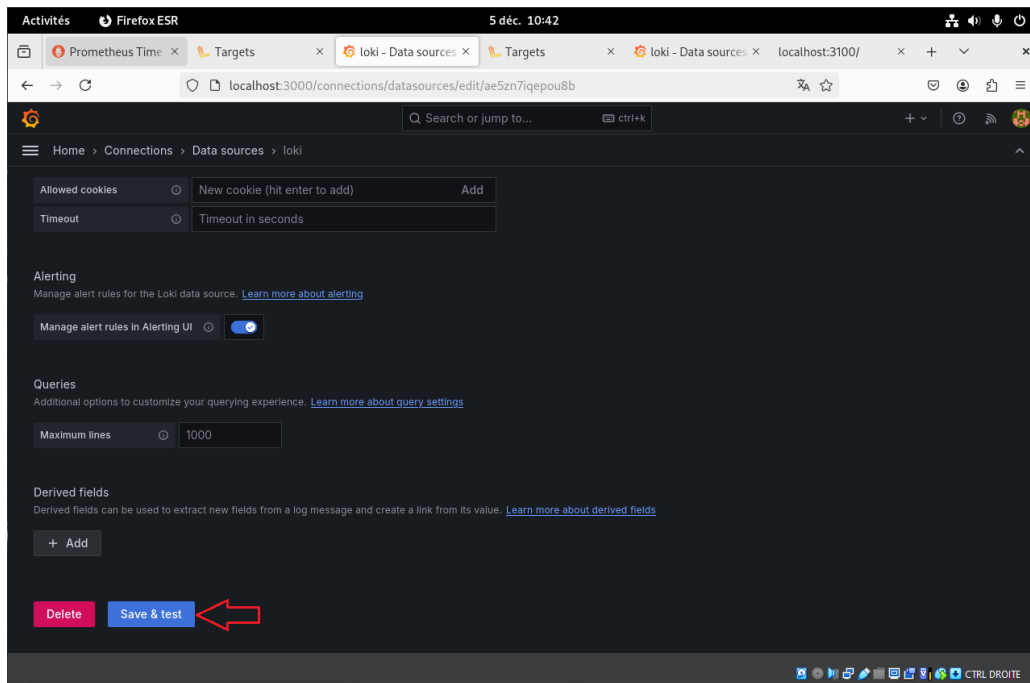 Activités Firefox ESR 5 déc. 10:42
Prometheus Time Targets loki - Data sources Targets loki - Data sources localhost:3100/
localhost:3000/connections/datasources/edit/ae5zn7iqepou8b
Search or jump to... ctrl+k
Home › Connections › Data sources › loki
Allowed cookies New cookie (hit enter to add) Add
Timeout Timeout in seconds
Alerting
Manage alert rules for the Loki data source. Learn more about alerting
Manage alert rules in Alerting UI
Queries
Additional options to customize your querying experience. Learn more about query settings
Maximum lines 1000
Derived fields
Derived fields can be used to extract new fields from a log message and create a link from its value. Learn more about derived fields
+ Add
Delete Save & test
CTRL DROITE